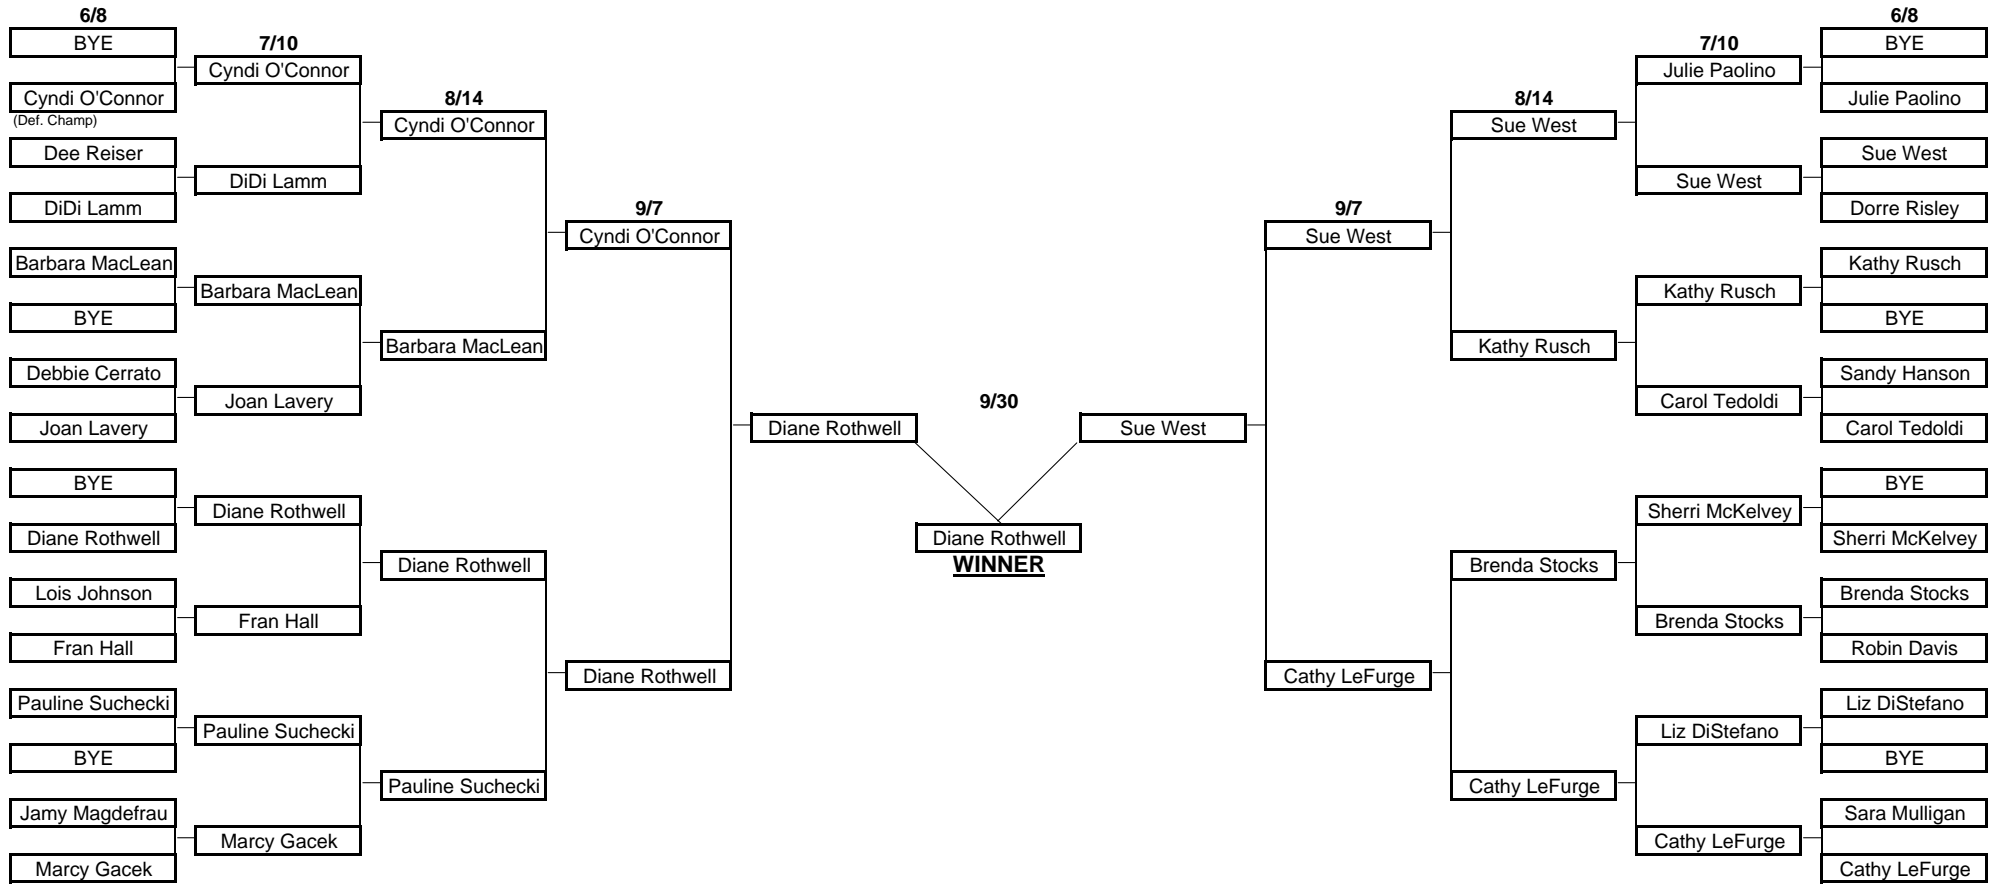 6/8
BYE
Cyndi O'Connor
(Def. Champ)
Dee Reiser
DiDi Lamm
Barbara MacLean
BYE
Debbie Cerrato
Joan Lavery
BYE
Diane Rothwell
Lois Johnson
Fran Hall
Pauline Suchecki
BYE
Jamy Magdefrau
Marcy Gacek
7/10
Cyndi O'Connor
DiDi Lamm
Barbara MacLean
Joan Lavery
Diane Rothwell
Fran Hall
Pauline Suchecki
Marcy Gacek
8/14
Cyndi O'Connor
Barbara MacLean
Diane Rothwell
Pauline Suchecki
9/7
Cyndi O'Connor
Diane Rothwell
Diane Rothwell
9/30
Diane Rothwell
WINNER
Sue West
9/7
Sue West
Cathy LeFurge
8/14
Sue West
Kathy Rusch
Brenda Stocks
Cathy LeFurge
7/10
Julie Paolino
Sue West
Kathy Rusch
Carol Tedoldi
Sherri McKelvey
Brenda Stocks
Liz DiStefano
Cathy LeFurge
6/8
BYE
Julie Paolino
Sue West
Dorre Risley
Kathy Rusch
BYE
Sandy Hanson
Carol Tedoldi
BYE
Sherri McKelvey
Brenda Stocks
Robin Davis
Liz DiStefano
BYE
Sara Mulligan
Cathy LeFurge